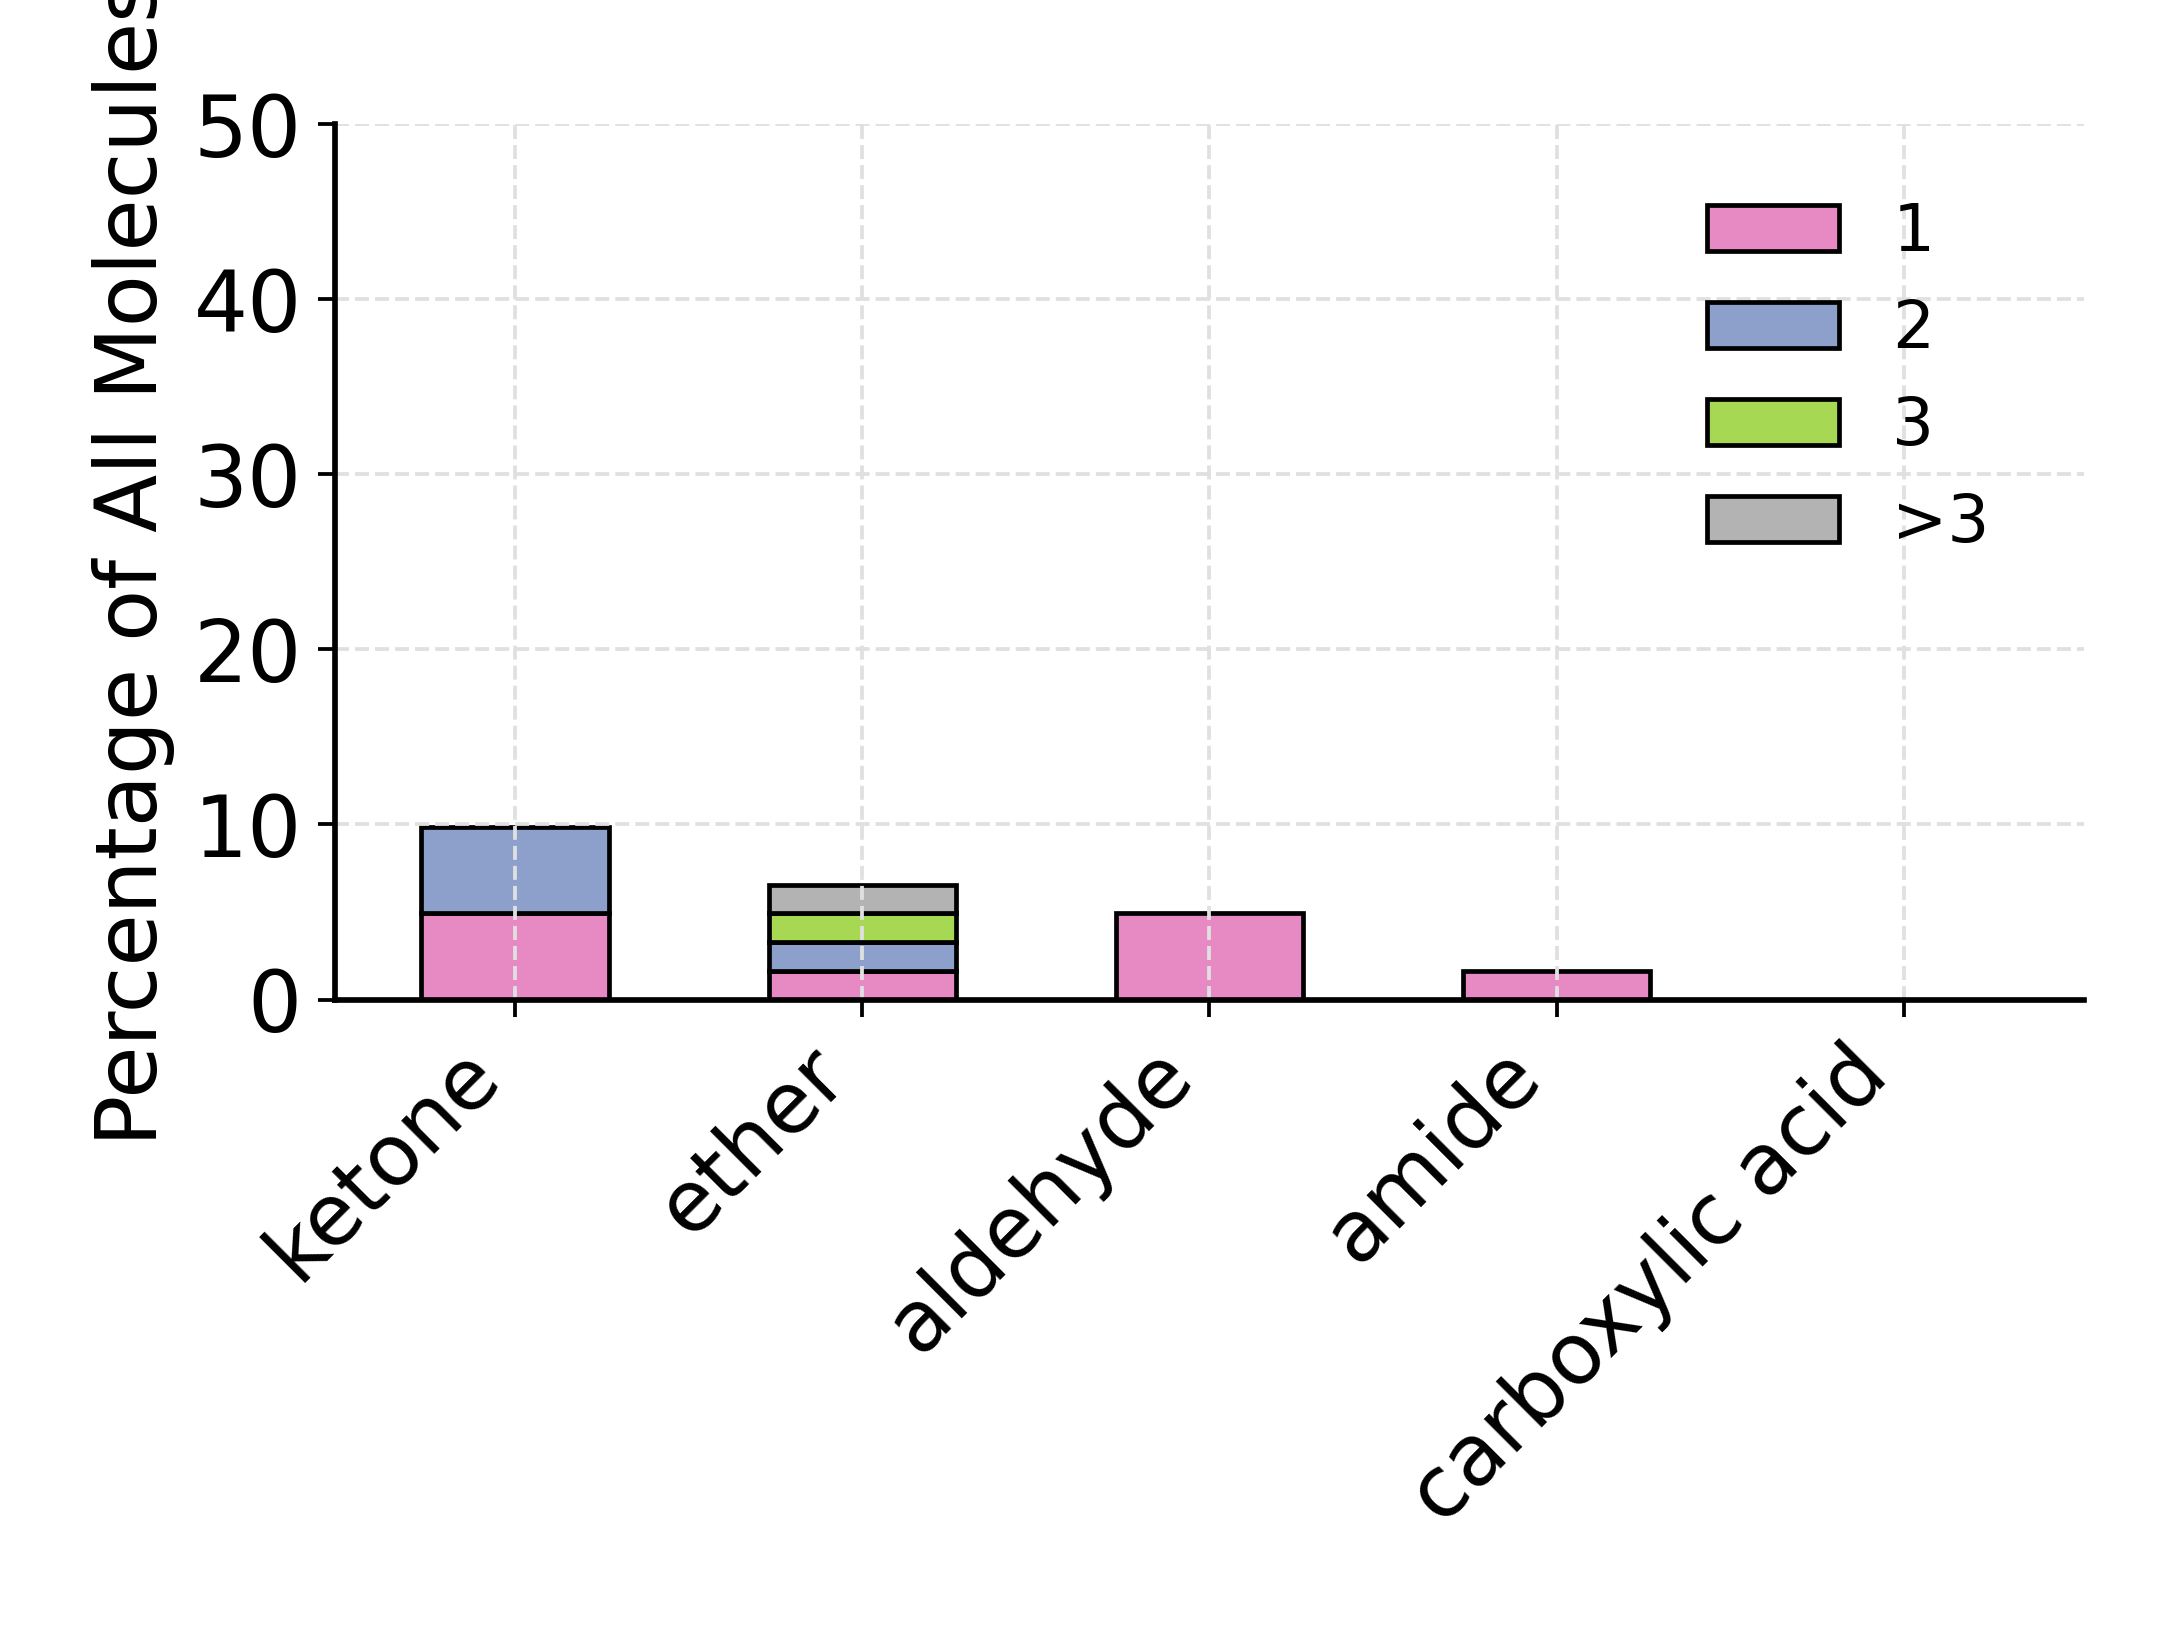 Percentage of All Molecules
50
40
30
20
10
0
1
2
3
>3
ketone
ether
aldehyde
amide
carboxylic acid